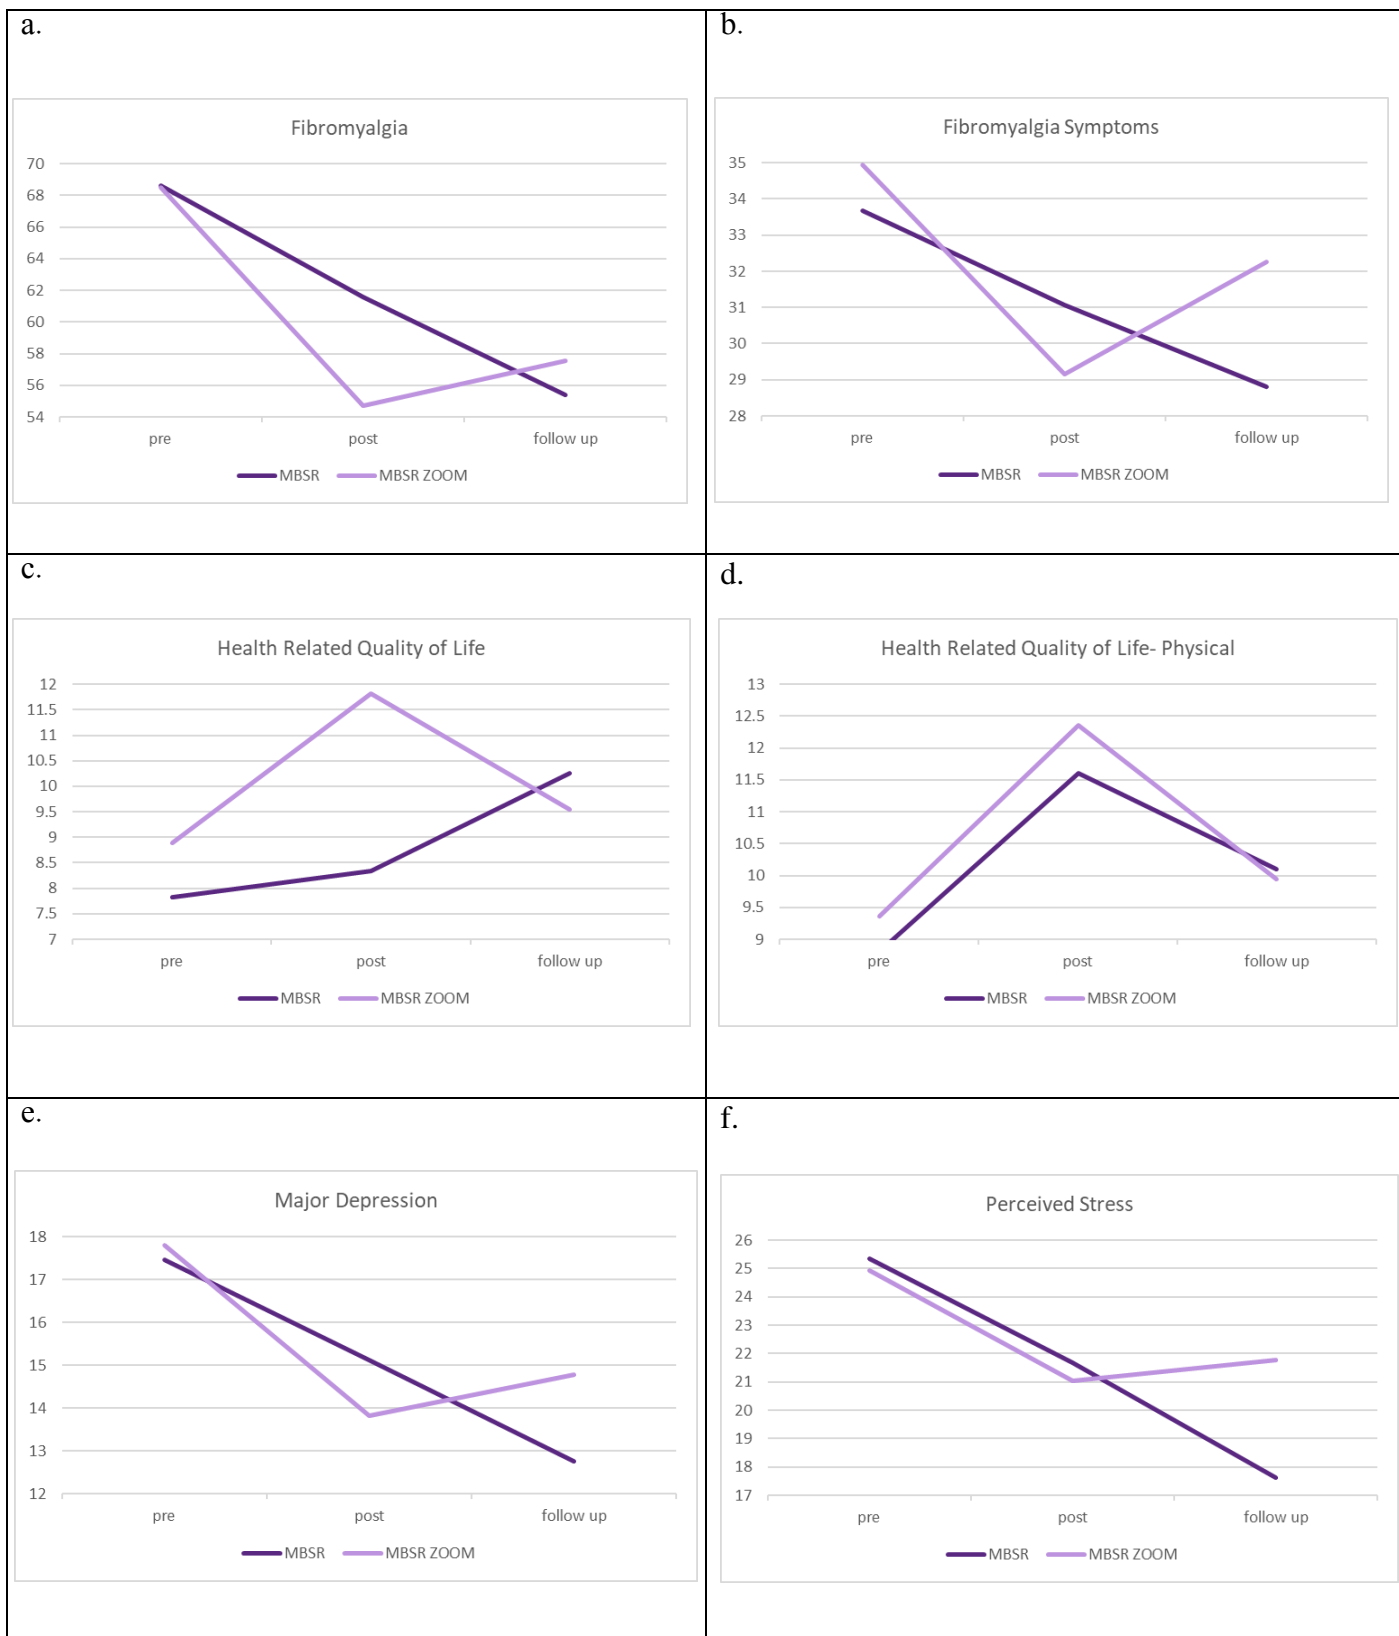 a.
Fibromyalgia
70
68
66
64
62
60
58
56
54
pre post follow up
MBSR MBSR ZOOM
b.
Fibromyalgia Symptoms
35
34
33
32
31
30
29
28
pre post follow up
MBSR MBSR ZOOM
c.
Health Related Quality of Life
12
11.5
11
10.5
10
9.5
9
8.5
8
7.5
7
pre post follow up
MBSR MBSR ZOOM
d.
Health Related Quality of Life- Physical
13
12.5
12
11.5
11
10.5
10
9.5
9
pre post follow up
MBSR MBSR ZOOM
e.
Major Depression
18
17
16
15
14
13
12
pre post follow up
MBSR MBSR ZOOM
f.
Perceived Stress
26
25
24
23
22
21
20
19
18
17
pre post follow up
MBSR MBSR ZOOM